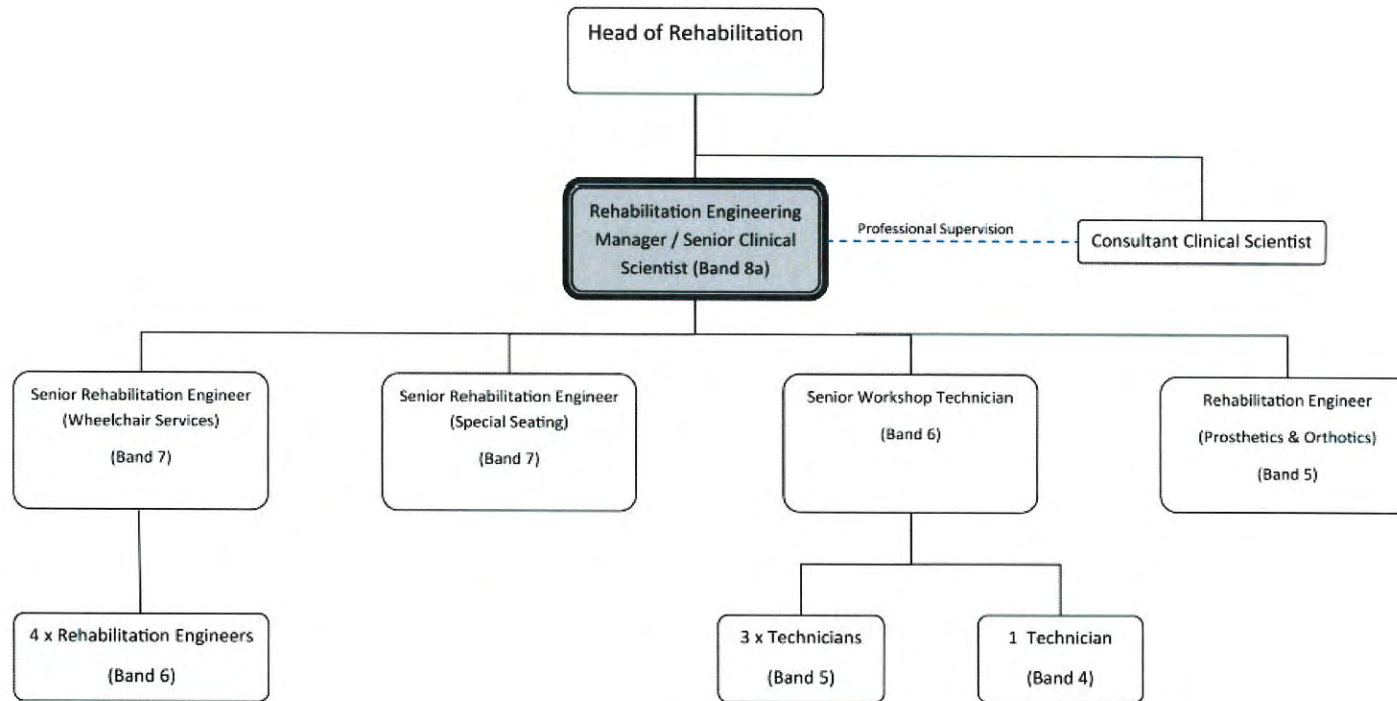 Head of Rehabilitation
Rehabilitation Engineering
Manager / Senior Clinical
Scientist (Band 8a)
Professional Supervision
Consultant Clinical Scientist
Senior Rehabilitation Engineer
(Wheelchair Services)
(Band 7)
Senior Rehabilitation Engineer
(Special Seating)
(Band 7)
Senior Workshop Technician
(Band 6)
Rehabilitation Engineer
(Prosthetics & Orthotics)
(Band 5)
4 x Rehabilitation Engineers
(Band 6)
3 x Technicians
(Band 5)
1 Technician
(Band 4)